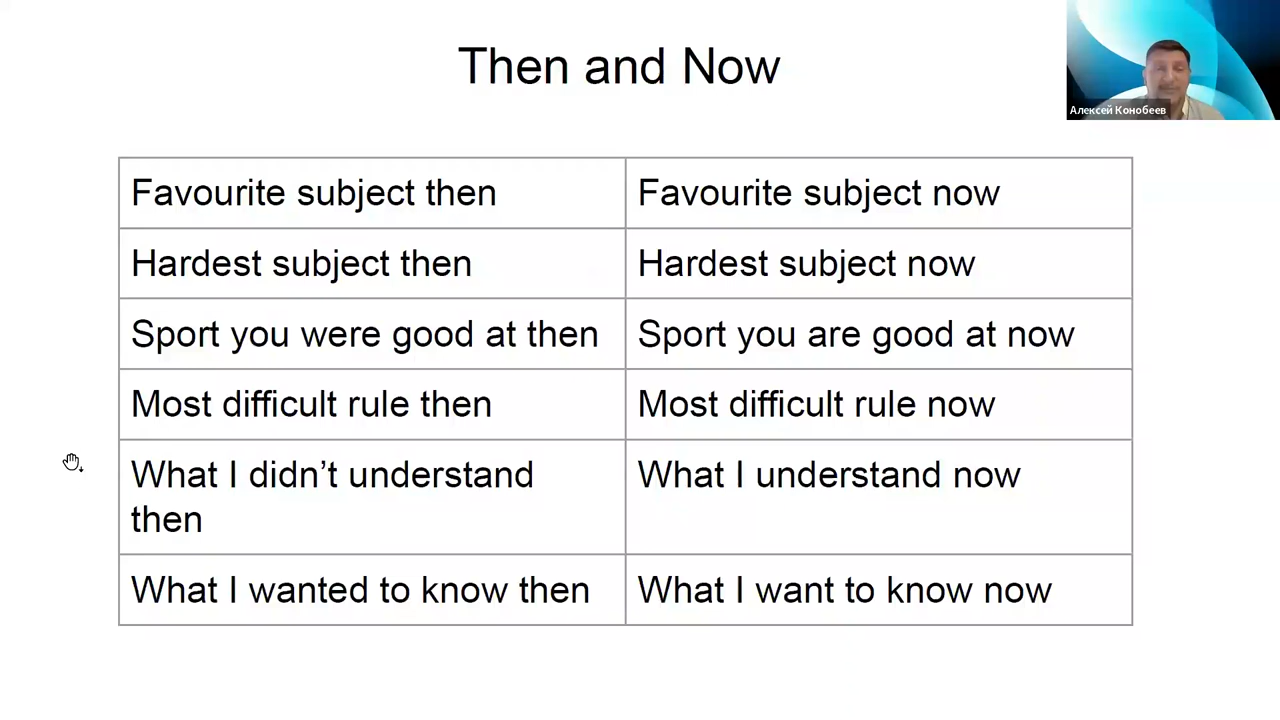 Then and Now
Алексей Конобеев
Favourite subject then
Favourite subject now
Hardest subject then
Hardest subject now
Sport you were good at then
Sport you are good at now
Most difficult rule then
Most difficult rule now
What I didn’t understand
then
What I understand now
What I wanted to know then
What I want to know now